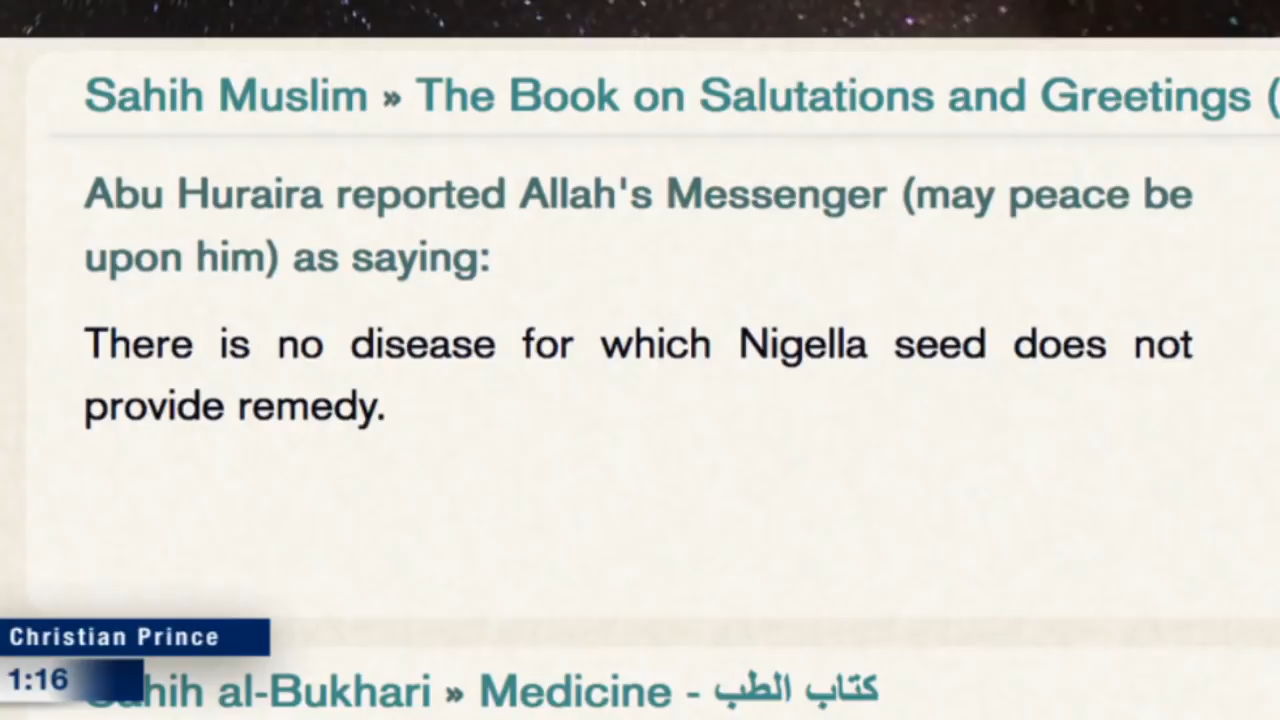 Sahih Muslim » The Book on Salutations and Greetings (
Abu Huraira reported Allah's Messenger (may peace be
upon him) as saying:
There is no disease for which Nigella seed does not
provide remedy.
Christian Prince
1:16
Sahih al-Bukhari » Medicine - كتاب الطب